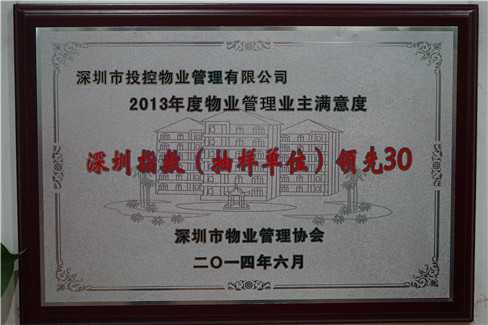 深圳市投控物业管理有限公司
2013年度物业管理业主满意度
深圳指数（抽样单位）领先30
深圳市物业管理协会
二〇一四年六月